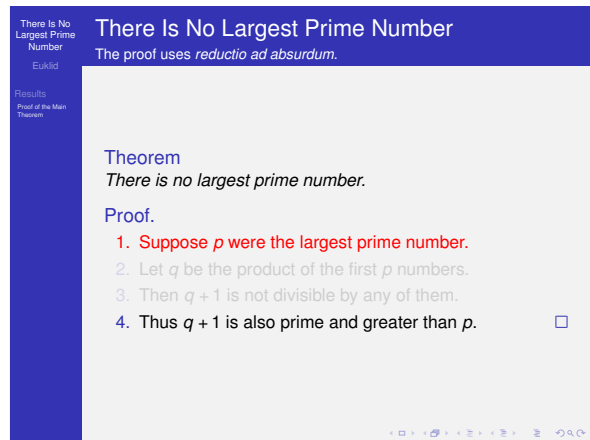 There Is No
Largest Prime
Number
Euklid
Results
Proof of the Main
Theorem
There Is No Largest Prime Number
The proof uses reductio ad absurdum.
Theorem
There is no largest prime number.
Proof.
1. Suppose p were the largest prime number.
2. Let q be the product of the first p numbers.
3. Then q + 1 is not divisible by any of them.
4. Thus q + 1 is also prime and greater than p. □